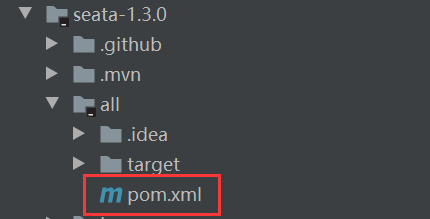 seata-1.3.0
.github
.mvn
all
.idea
target
pom.xml